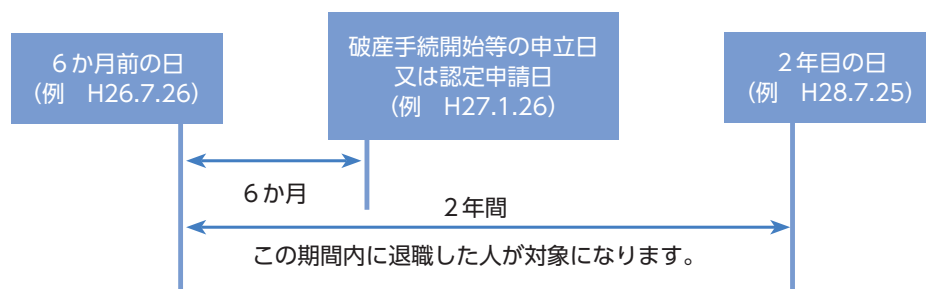 6か月前の日
(例　H26.7.26)
破産手続開始等の申立日
又は認定申請日
(例　H27.1.26)
2年目の日
(例　H28.7.25)
6か月
2年間
この期間内に退職した人が対象になります。